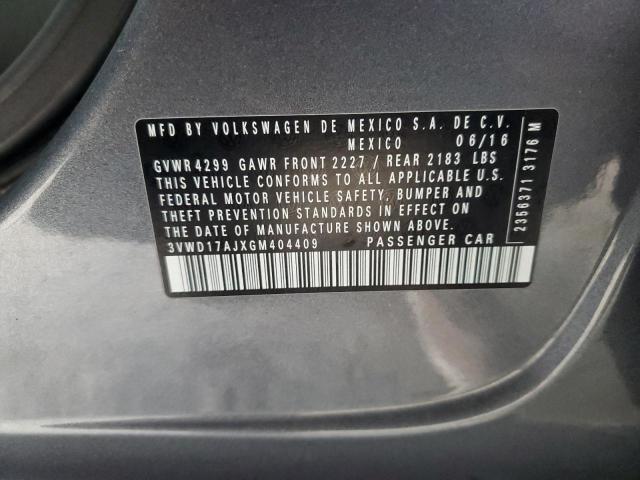 MFD BY VOLKSWAGEN DE MEXICO S.A. DE C.V.
MEXICO 06/16
GVWR 4299 GAWR FRONT 2227 / REAR 2183 LBS
THIS VEHICLE CONFORMS TO ALL APPLICABLE U.S.
FEDERAL MOTOR VEHICLE SAFETY, BUMPER AND
THEFT PREVENTION STANDARDS IN EFFECT ON
THE DATE OF MANUFACTURE SHOWN ABOVE.
3VWD17AJXGM404409 PASSENGER CAR
2356371 3176 M